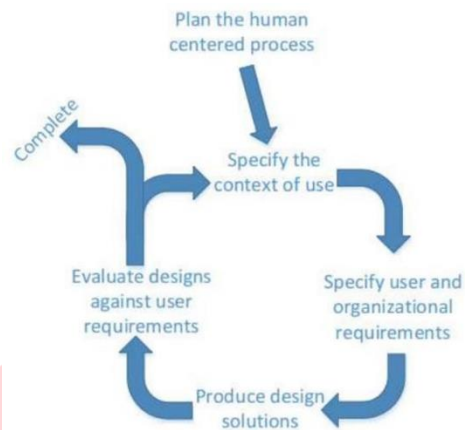 Plan the human
centered process
Complete
Specify the
context of use
Evaluate designs
against user
requirements
Specify user and
organizational
requirements
Produce design
solutions